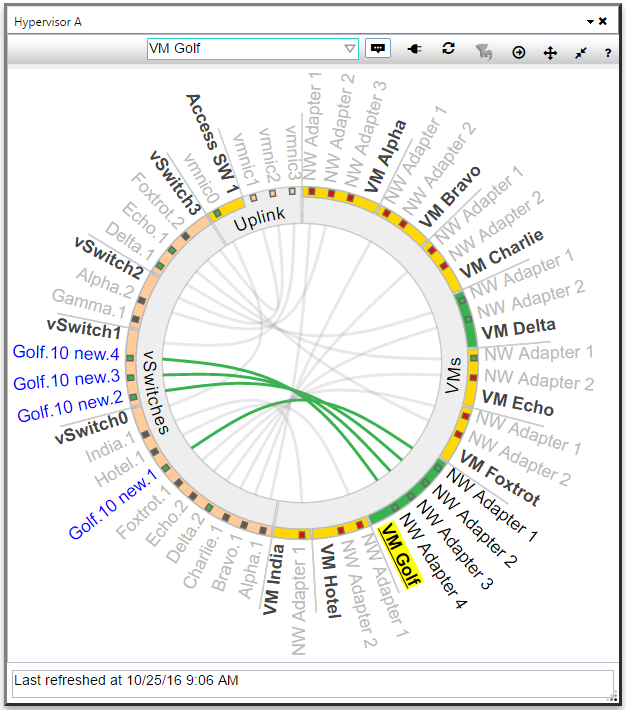 Hypervisor A
VM Golf
?
NW Adapter 1
NW Adapter 2
NW Adapter 3
VM Alpha
NW Adapter 1
NW Adapter 2
VM Bravo
NW Adapter 1
NW Adapter 2
VM Charlie
NW Adapter 1
NW Adapter 2
VM Delta
NW Adapter 1
NW Adapter 2
VM Echo
NW Adapter 1
NW Adapter 2
VM Foxtrot
NW Adapter 1
NW Adapter 2
NW Adapter 3
NW Adapter 4
VM Golf
NW Adapter 1
NW Adapter 2
VM Hotel
NW Adapter 1
VM India
Alpha.1
Bravo.1
Charlie.1
Delta.2
Echo.2
Foxtrot.1
Golf.10 new.1
Hotel.1
India.1
vSwitch0
Golf.10 new.2
Golf.10 new.3
Golf.10 new.4
vSwitch1
Gamma.1
Alpha.2
vSwitch2
Delta.1
Echo.1
Foxtrot.2
vSwitch3
vmnic0
Access SW 1
vmnic1
vmnic2
vmnic3
Uplink
VMs
vSwitches
Last refreshed at 10/25/16 9:06 AM